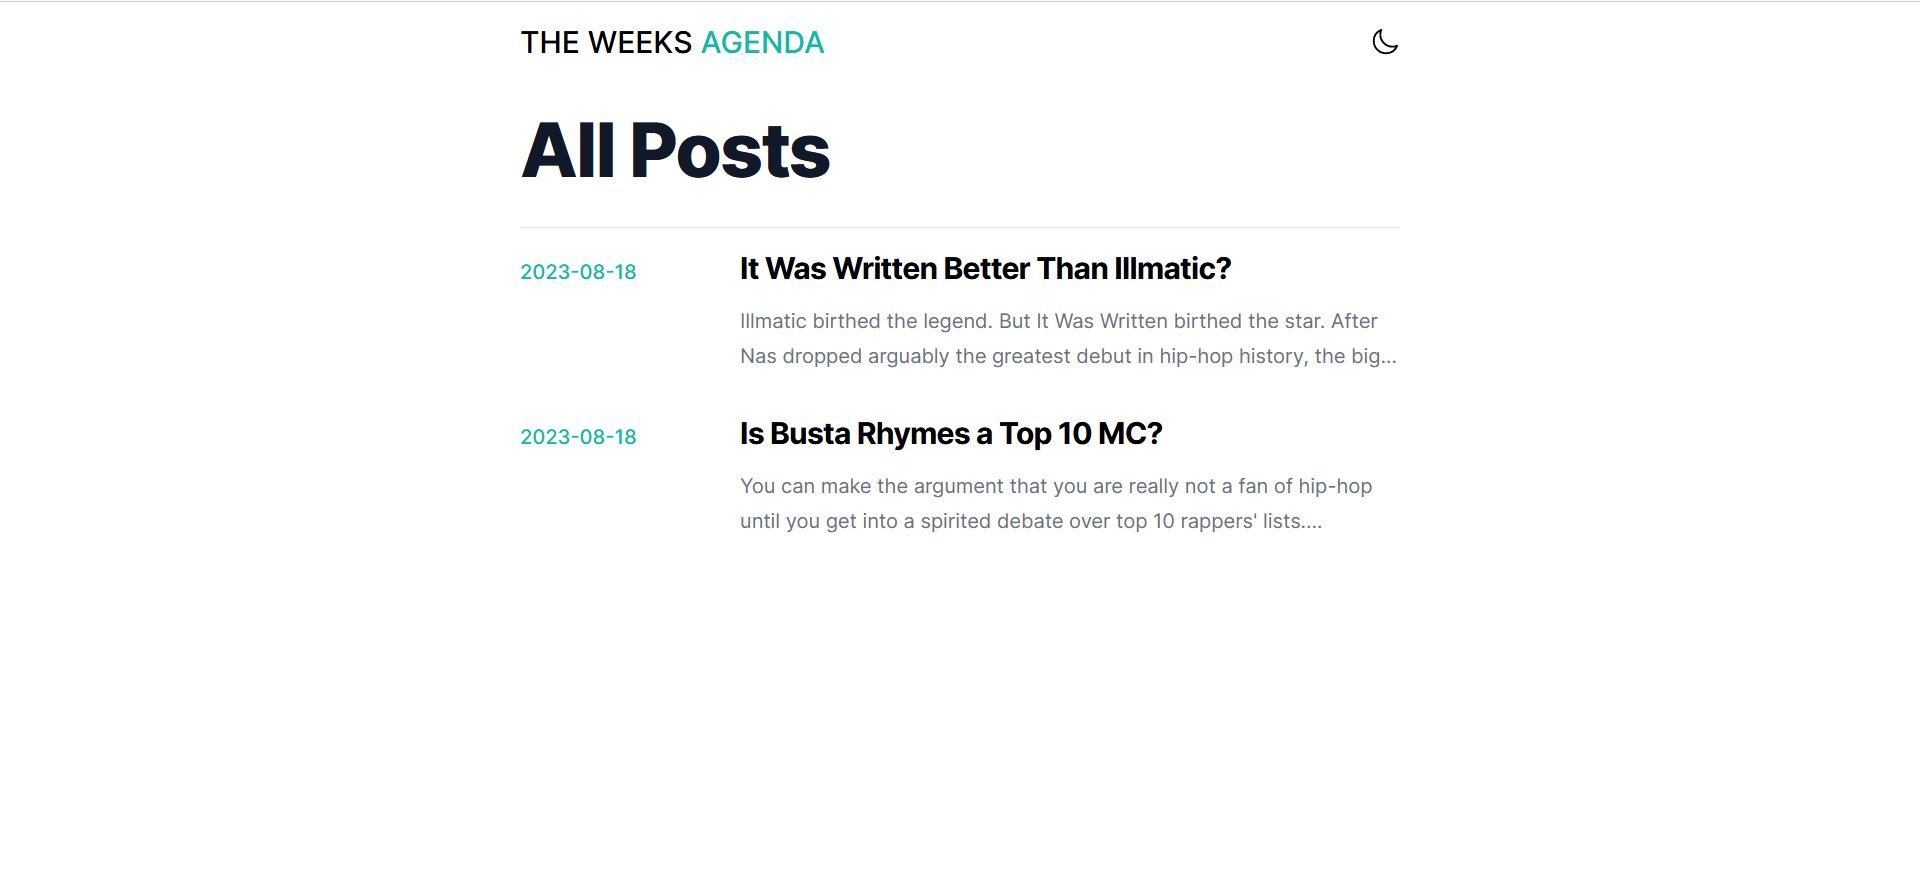 THE WEEKS AGENDA
All Posts
2023-08-18
It Was Written Better Than Illmatic?
Illmatic birthed the legend. But It Was Written birthed the star. After
Nas dropped arguably the greatest debut in hip-hop history, the big...
2023-08-18
Is Busta Rhymes a Top 10 MC?
You can make the argument that you are really not a fan of hip-hop
until you get into a spirited debate over top 10 rappers' lists....